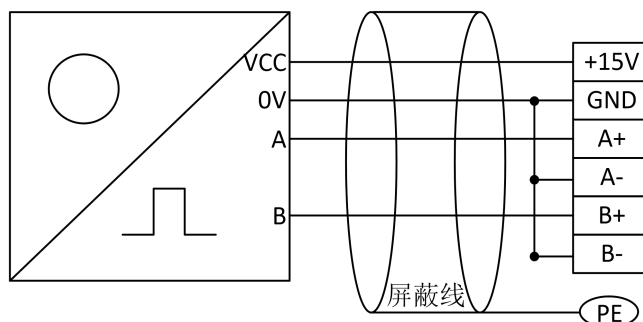 VCC
0V
A
B
+15V
GND
A+
A-
B+
B-
屏蔽线
PE